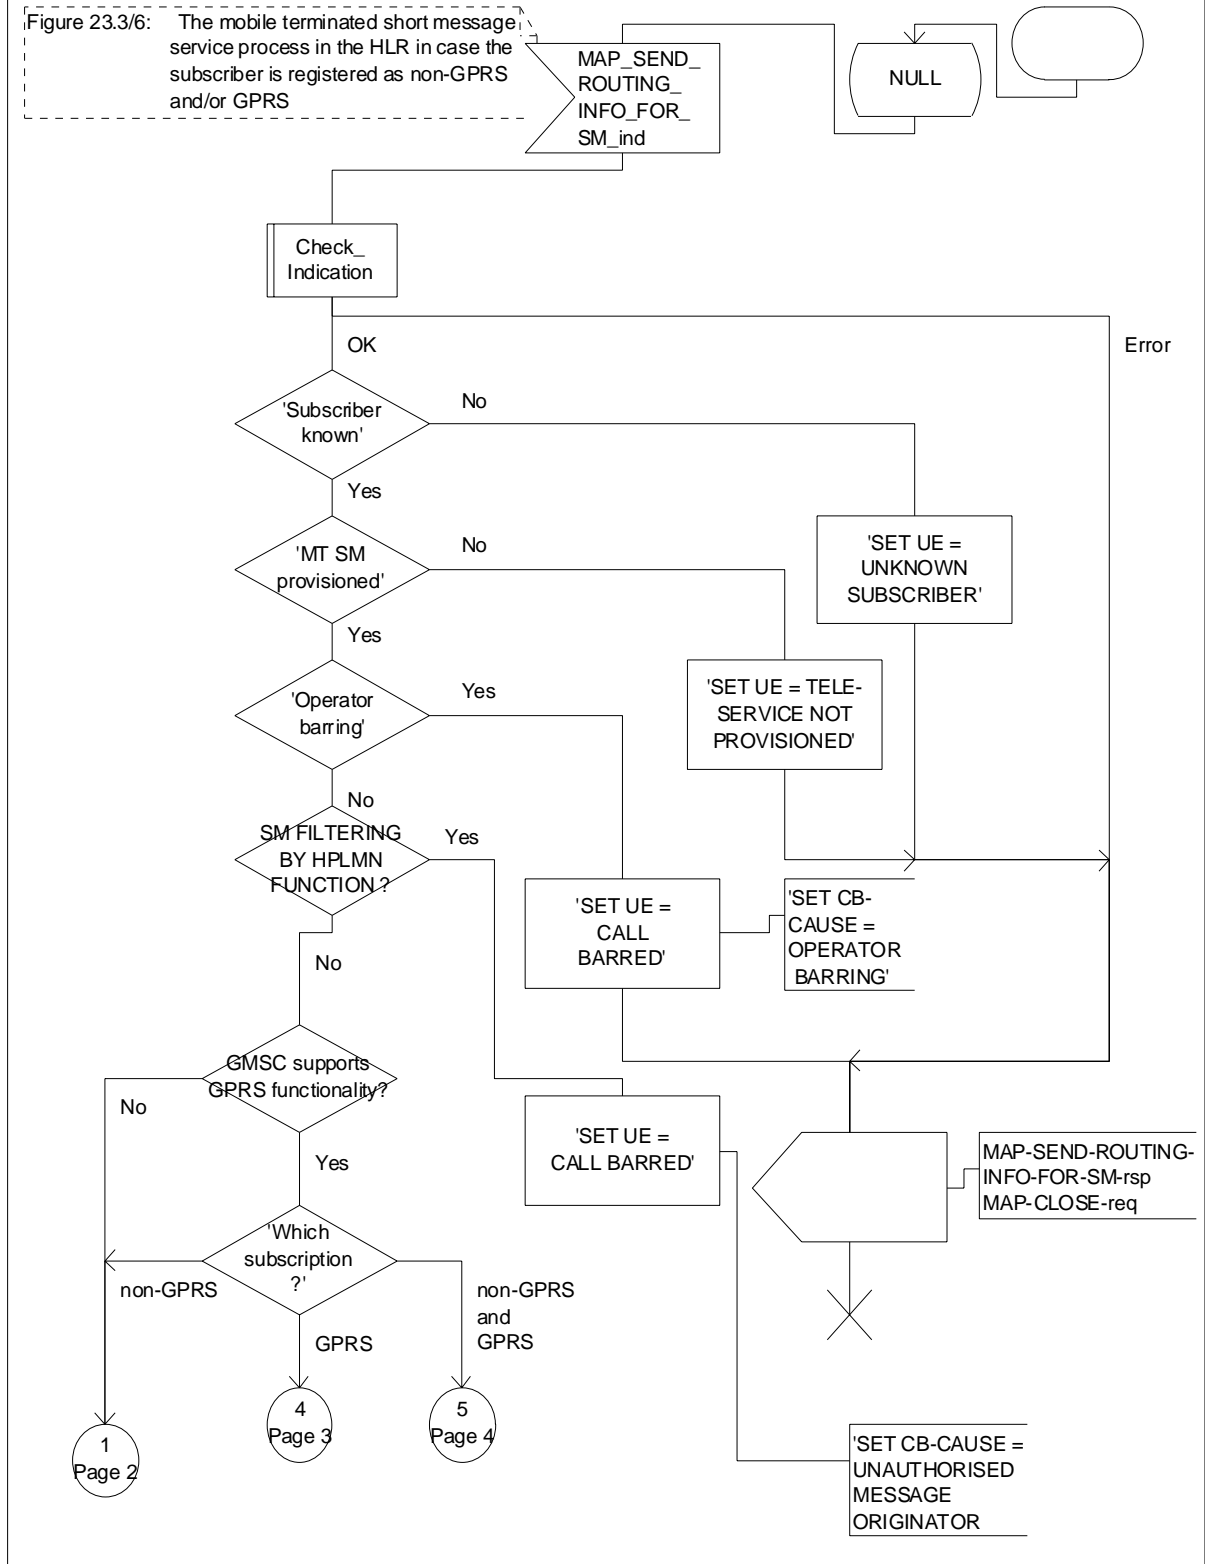 Figure 23.3/6: The mobile terminated short message
service process in the HLR in case the
subscriber is registered as non-GPRS
and/or GPRS
MAP_SEND_
ROUTING_
INFO_FOR_
SM_ind
NULL
Check_
Indication
OK
Error
'Subscriber
known'
No
Yes
'MT SM
provisioned'
No
'SET UE =
UNKNOWN
SUBSCRIBER'
Yes
'Operator
barring'
Yes
'SET UE = TELE-
SERVICE NOT
PROVISIONED'
No
SM FILTERING
BY HPLMN
FUNCTION ?
Yes
'SET UE =
CALL
BARRED'
'SET CB-
CAUSE =
OPERATOR
BARRING'
No
GMSC supports
GPRS functionality?
No
Yes
'SET UE =
CALL BARRED'
MAP-SEND-ROUTING-
INFO-FOR-SM-rsp
MAP-CLOSE-req
'Which
subscription
?'
non-GPRS
GPRS
non-GPRS
and
GPRS
1
Page 2
4
Page 3
5
Page 4
'SET CB-CAUSE =
UNAUTHORISED
MESSAGE
ORIGINATOR